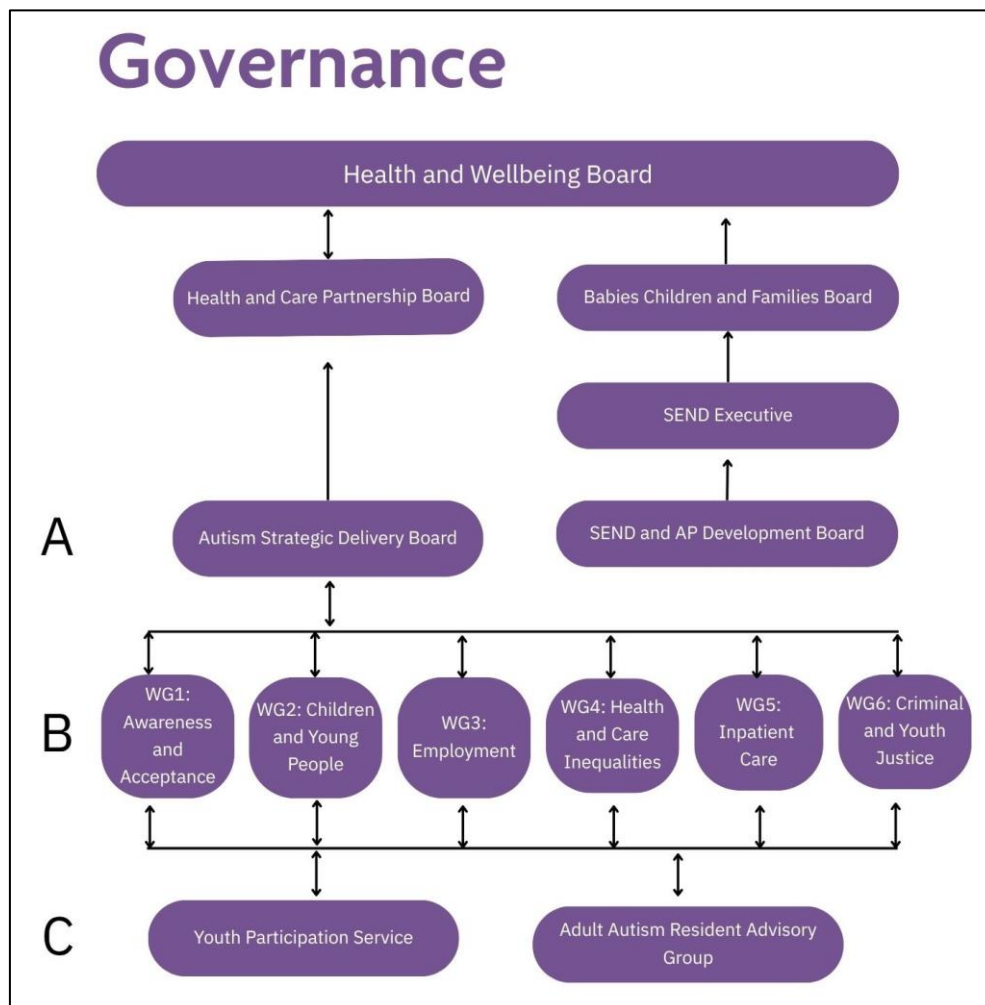 Governance
Health and Wellbeing Board
Health and Care Partnership Board
Babies Children and Families Board
SEND Executive
A
Autism Strategic Delivery Board
SEND and AP Development Board
B
WG1:
Awareness
and
Acceptance
WG2: Children
and Young
People
WG3:
Employment
WG4: Health
and Care
Inequalities
WG5:
Inpatient
Care
WG6: Criminal
and Youth
Justice
C
Youth Participation Service
Adult Autism Resident Advisory
Group